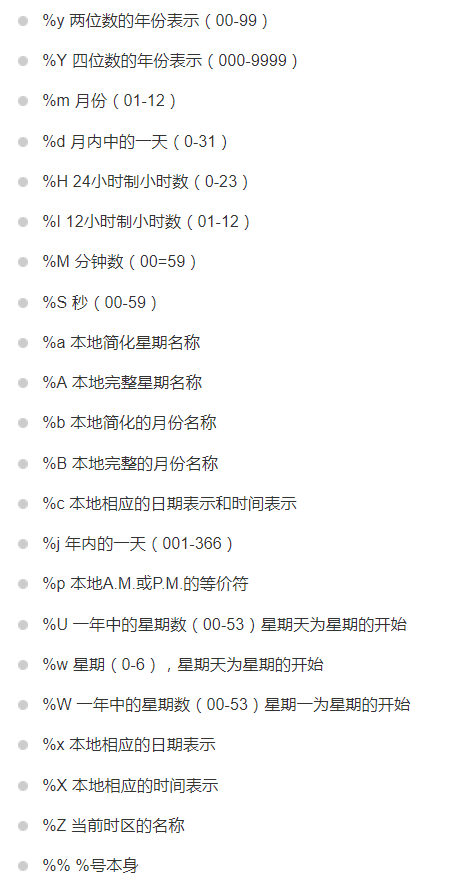 %y 两位数的年份表示（00-99）
%Y 四位数的年份表示（000-9999）
%m 月份（01-12）
%d 月内中的一天（0-31）
%H 24小时制小时数（0-23）
%I 12小时制小时数（01-12）
%M 分钟数（00=59）
%S 秒（00-59）
%a 本地简化星期名称
%A 本地完整星期名称
%b 本地简化的月份名称
%B 本地完整的月份名称
%c 本地相应的日期表示和时间表示
%j 年内的一天（001-366）
%p 本地A.M.或P.M.的等价符
%U 一年中的星期数（00-53）星期天为星期的开始
%w 星期（0-6），星期天为星期的开始
%W 一年中的星期数（00-53）星期一为星期的开始
%x 本地相应的日期表示
%X 本地相应的时间表示
%Z 当前时区的名称
%% %号本身